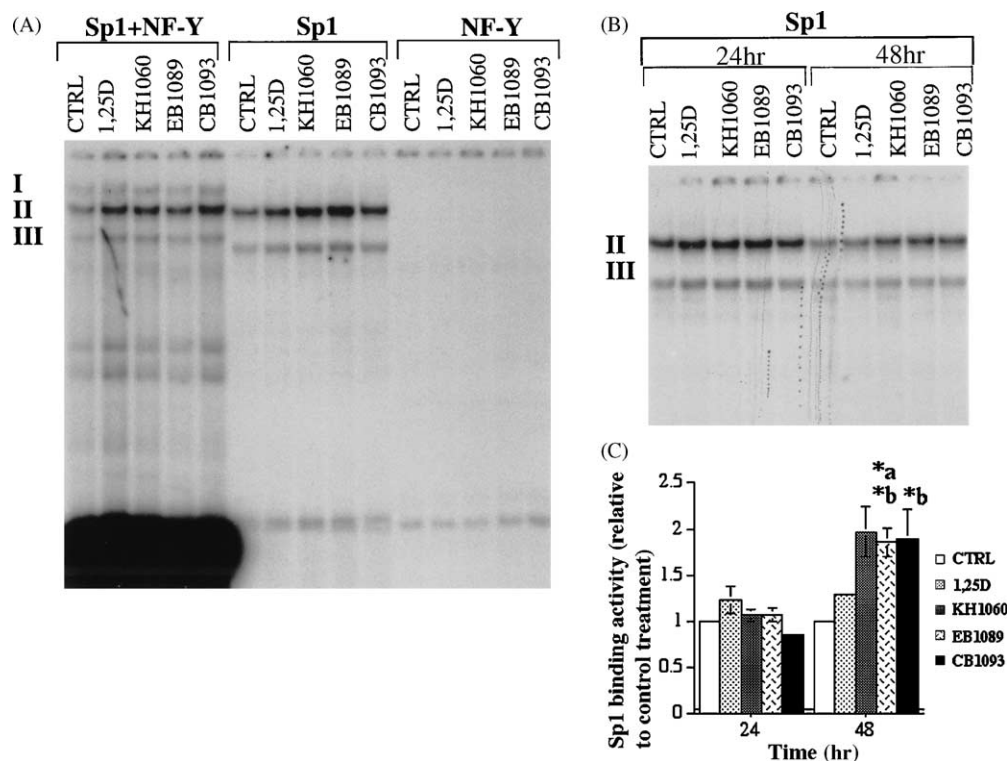 (A)
Sp1+NF-Y Sp1 NF-Y
CTRL 1,25D KH1060 EB1089 CB1093 CTRL 1,25D KH1060 EB1089 CB1093 CTRL 1,25D KH1060 EB1089 CB1093
I
II
III
(B)
Sp1
24hr 48hr
CTRL 1,25D KH1060 EB1089 CB1093 CTRL 1,25D KH1060 EB1089 CB1093
II
III
(C)
Sp1 binding activity (relative
to control treatment)
2.5
2
1.5
1
0.5
0
*a
*b *b
24 48
Time (hr)
CTRL
1,25D
KH1060
EB1089
CB1093